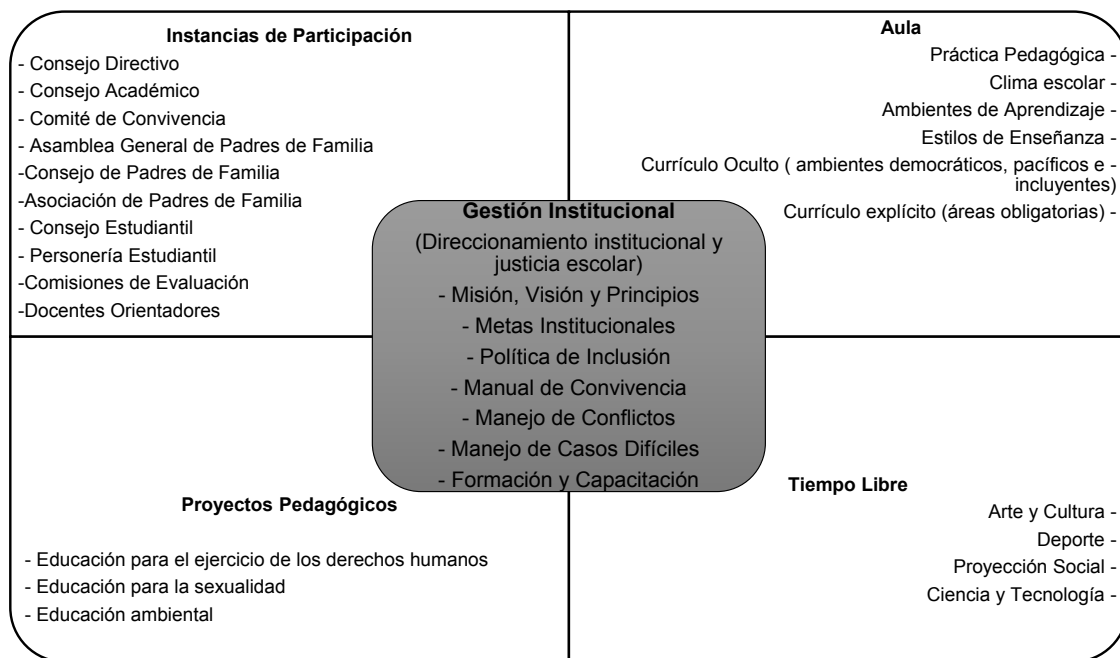 Instancias de Participación
- Consejo Directivo
- Consejo Académico
- Comité de Convivencia
- Asamblea General de Padres de Familia
-Consejo de Padres de Familia
-Asociación de Padres de Familia
- Consejo Estudiantil
- Personería Estudiantil
-Comisiones de Evaluación
-Docentes Orientadores
Aula
Práctica Pedagógica -
Clima escolar -
Ambientes de Aprendizaje -
Estilos de Enseñanza -
Currículo Oculto ( ambientes democráticos, pacíficos e -
incluyentes)
Currículo explícito (áreas obligatorias) -
Gestión Institucional
(Direccionamiento institucional y
justicia escolar)
- Misión, Visión y Principios
- Metas Institucionales
- Política de Inclusión
- Manual de Convivencia
- Manejo de Conflictos
- Manejo de Casos Difíciles
- Formación y Capacitación
Proyectos Pedagógicos
- Educación para el ejercicio de los derechos humanos
- Educación para la sexualidad
- Educación ambiental
Tiempo Libre
Arte y Cultura -
Deporte -
Proyección Social -
Ciencia y Tecnología -